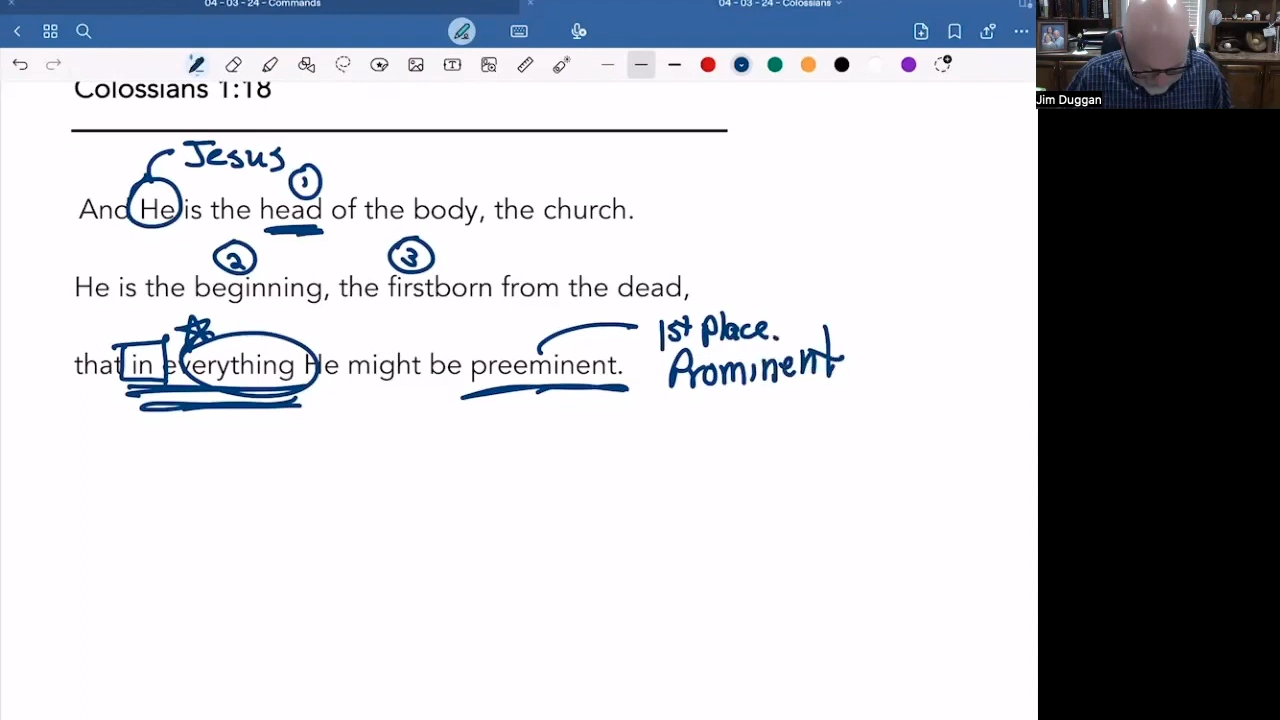 04 - 03 - 24 - Commands
04 - 03 - 24 - Colossians
Jim Duggan
Colossians 1:18
Jesus
1
And He is the head of the body, the church.
2 3
He is the beginning, the firstborn from the dead,
1st Place.
that in everything He might be preeminent.
Prominent